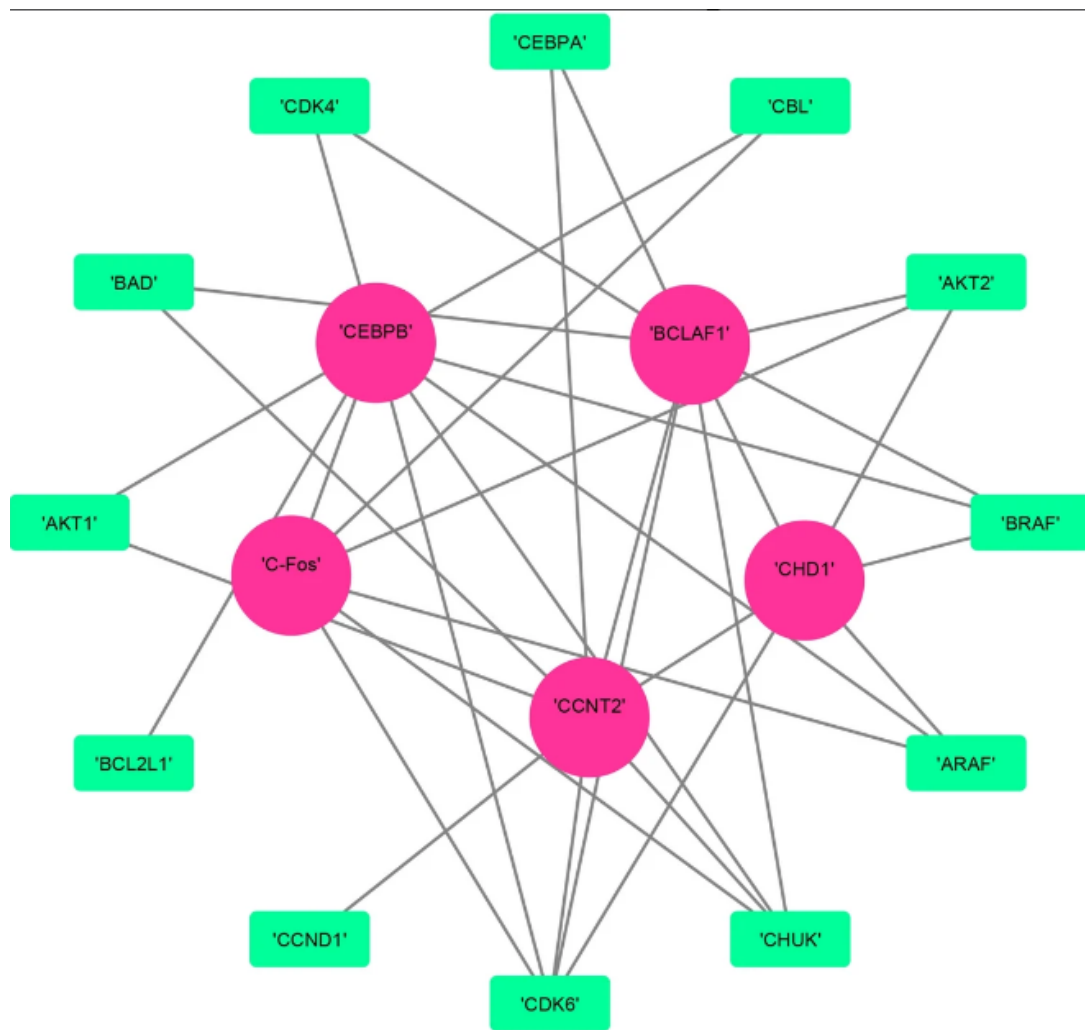 'CEBPA'
'CDK4'
'CBL'
'BAD'
'AKT2'
'CEBPB'
'BCLAF1'
'AKT1'
'BRAF'
'C-Fos'
'CHD1'
'CCNT2'
'BCL2L1'
'ARAF'
'CCND1'
'CHUK'
'CDK6'